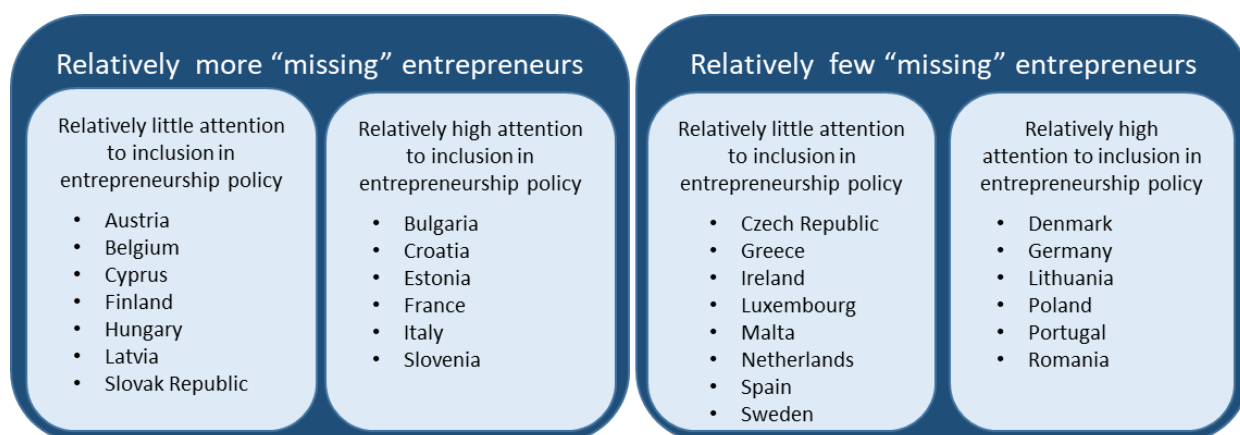 Relatively more “missing” entrepreneurs
Relatively little attention
to inclusion in
entrepreneurship policy
• Austria
• Belgium
• Cyprus
• Finland
• Hungary
• Latvia
• Slovak Republic
Relatively high attention
to inclusion in
entrepreneurship policy
• Bulgaria
• Croatia
• Estonia
• France
• Italy
• Slovenia
Relatively few “missing” entrepreneurs
Relatively little attention
to inclusion in
entrepreneurship policy
• Czech Republic
• Greece
• Ireland
• Luxembourg
• Malta
• Netherlands
• Spain
• Sweden
Relatively high
attention to inclusion in
entrepreneurship policy
• Denmark
• Germany
• Lithuania
• Poland
• Portugal
• Romania